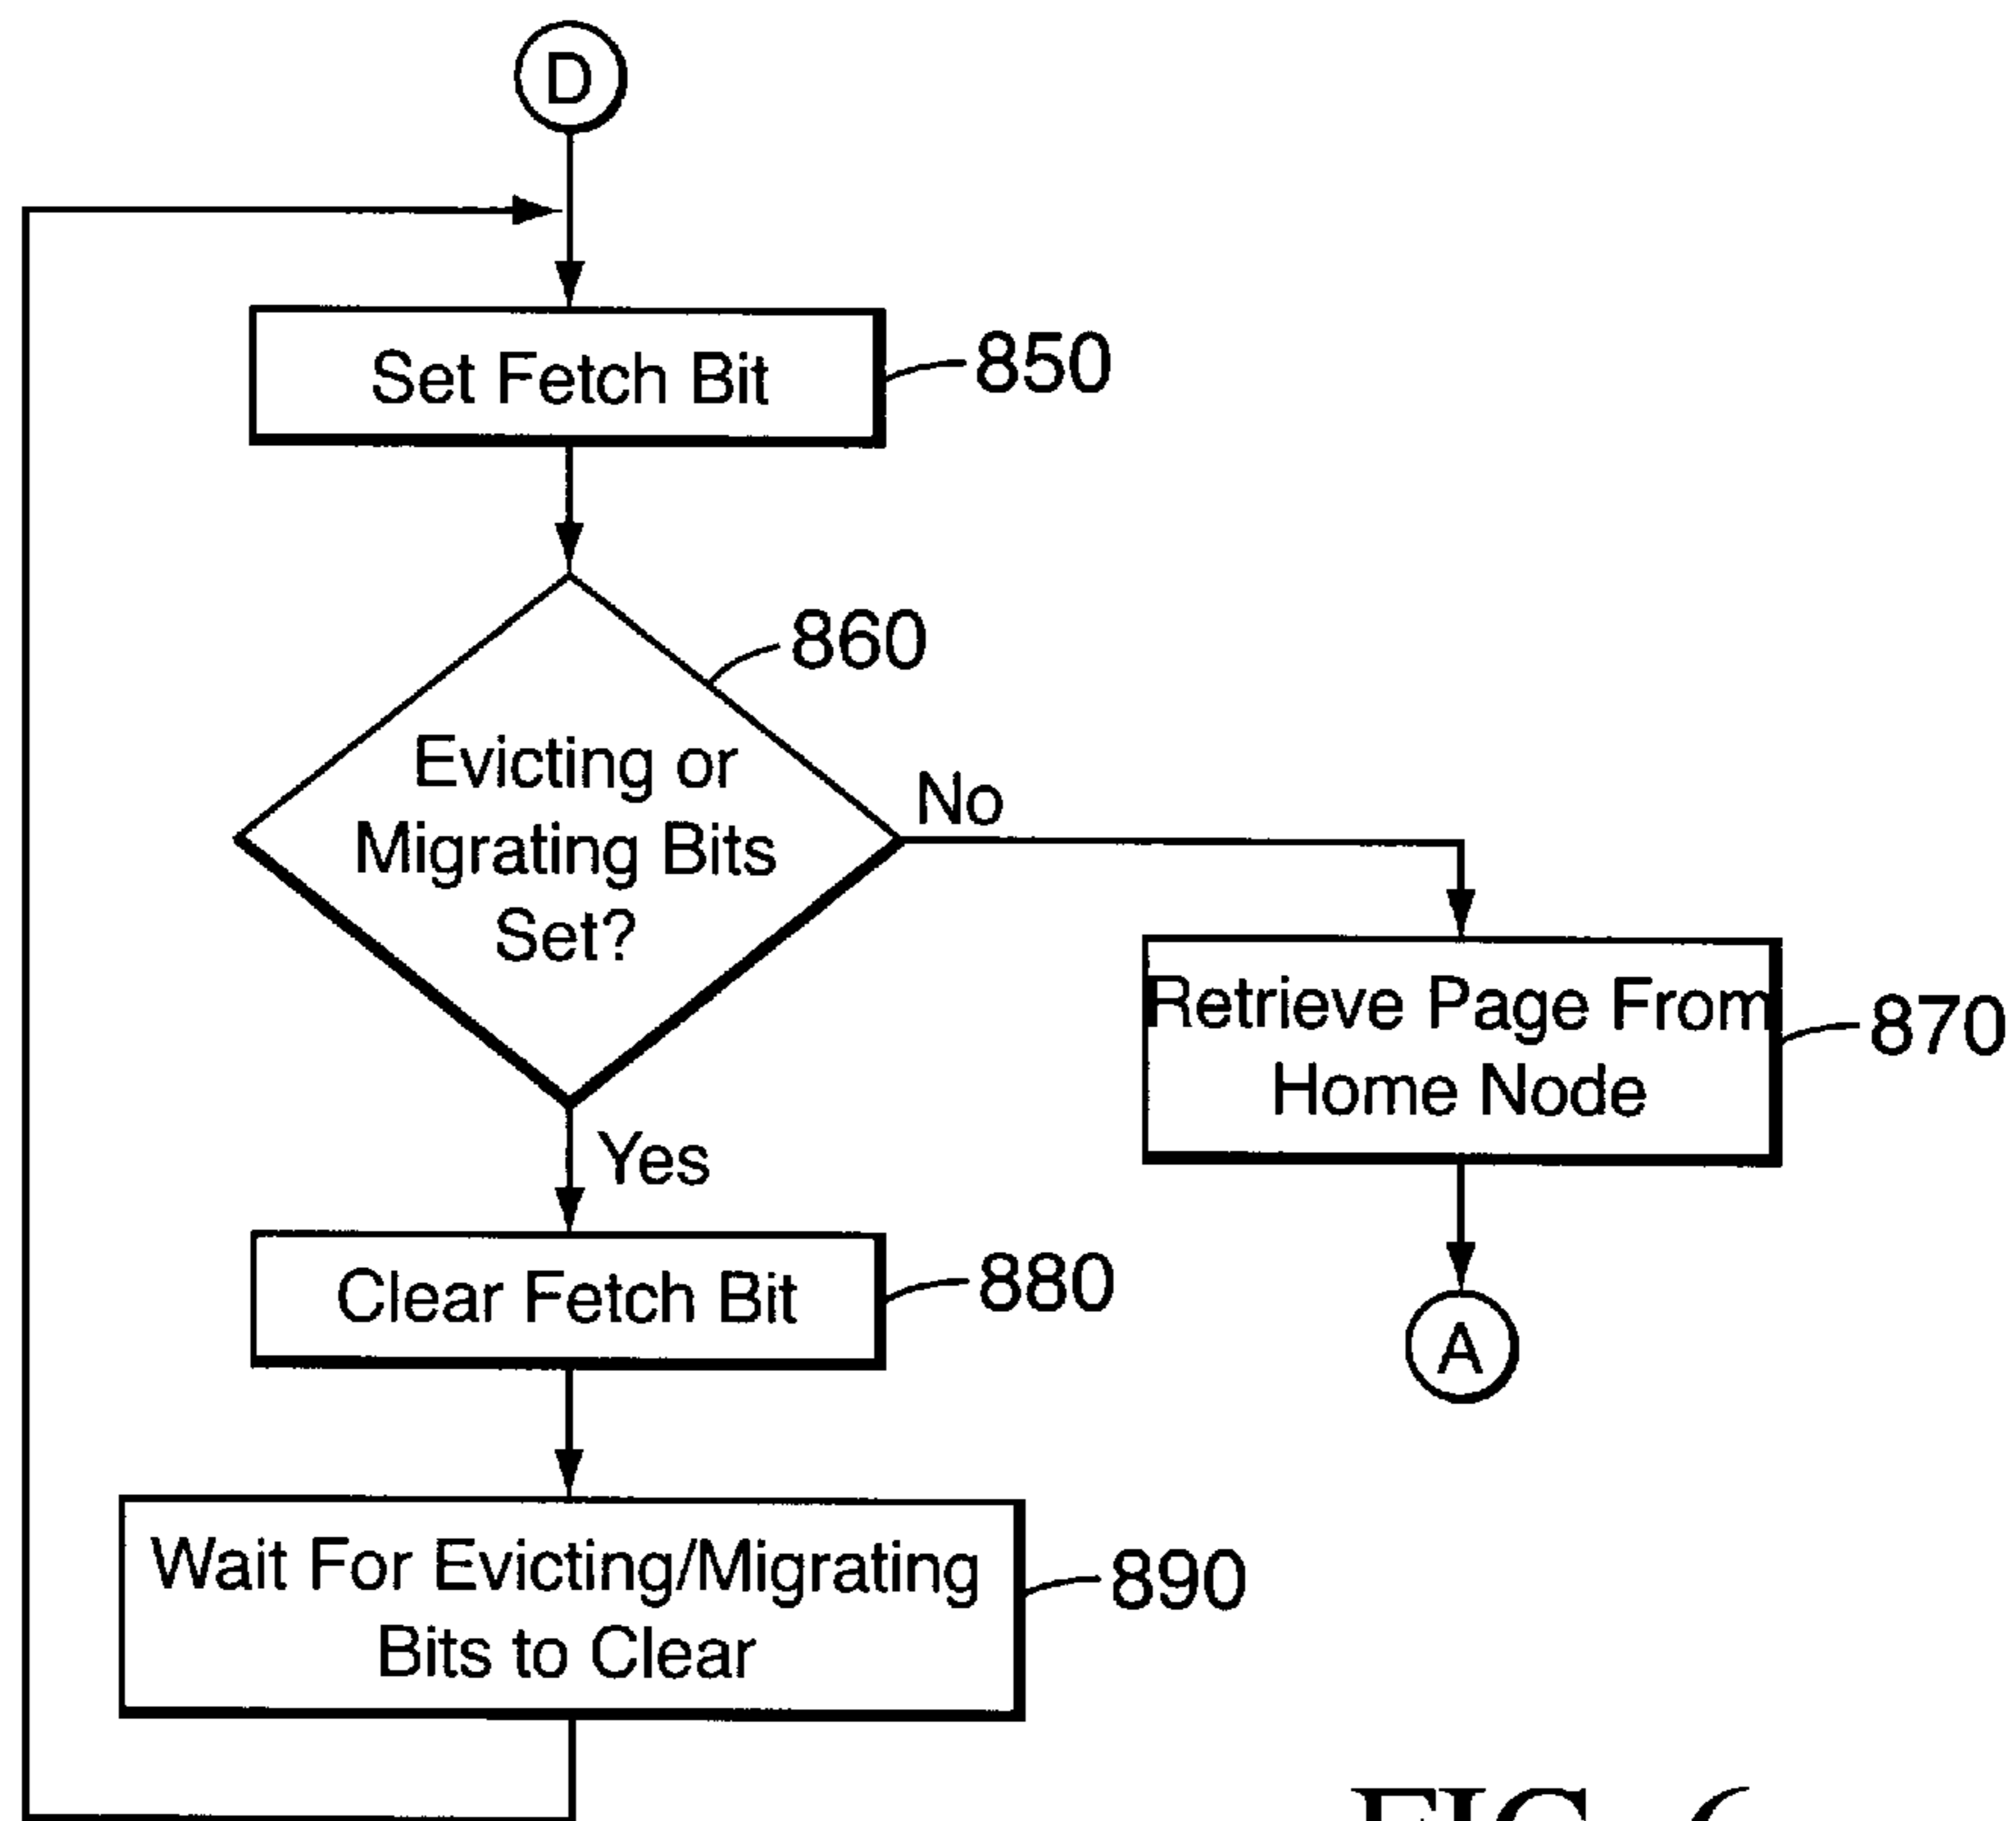 D
Set Fetch Bit
850
860
Evicting or
Migrating Bits
Set?
No
Yes
Retrieve Page From
Home Node
870
Clear Fetch Bit
880
A
Wait For Evicting/Migrating
Bits to Clear
890
FIG.